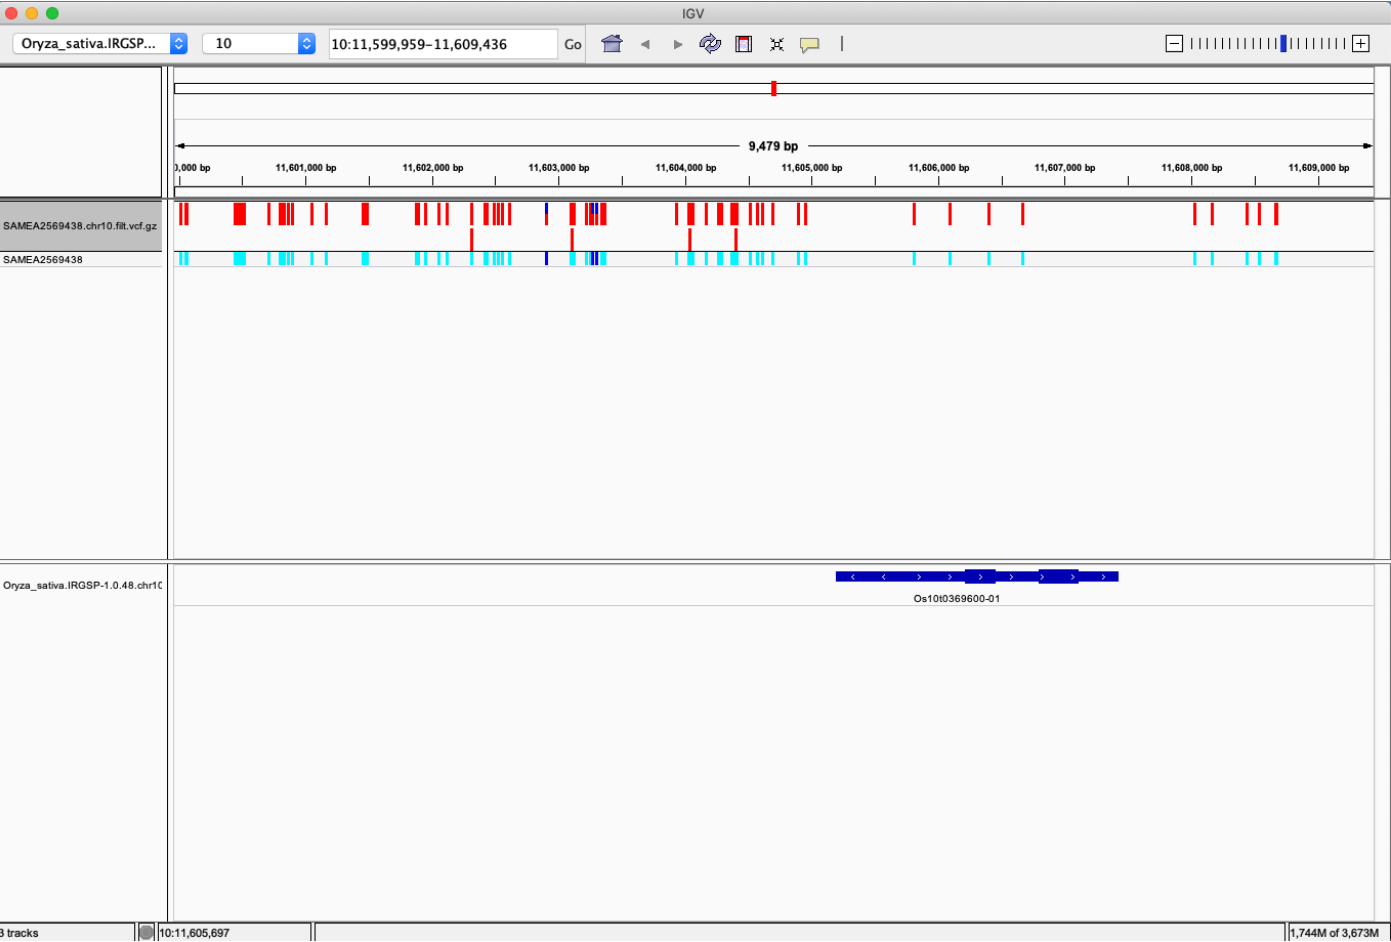 IGV
Oryza_sativa.IRGSP... 10 10:11,599,959-11,609,436 Go
9,479 bp
),000 bp 11,601,000 bp 11,602,000 bp 11,603,000 bp 11,604,000 bp 11,605,000 bp 11,606,000 bp 11,607,000 bp 11,608,000 bp 11,609,000 bp
SAMEA2569438.chr10.filt.vcf.gz
SAMEA2569438
Oryza_sativa.IRGSP-1.0.48.chr10
Os10t0369600-01
3 tracks 10:11,605,697 1,744M of 3,673M